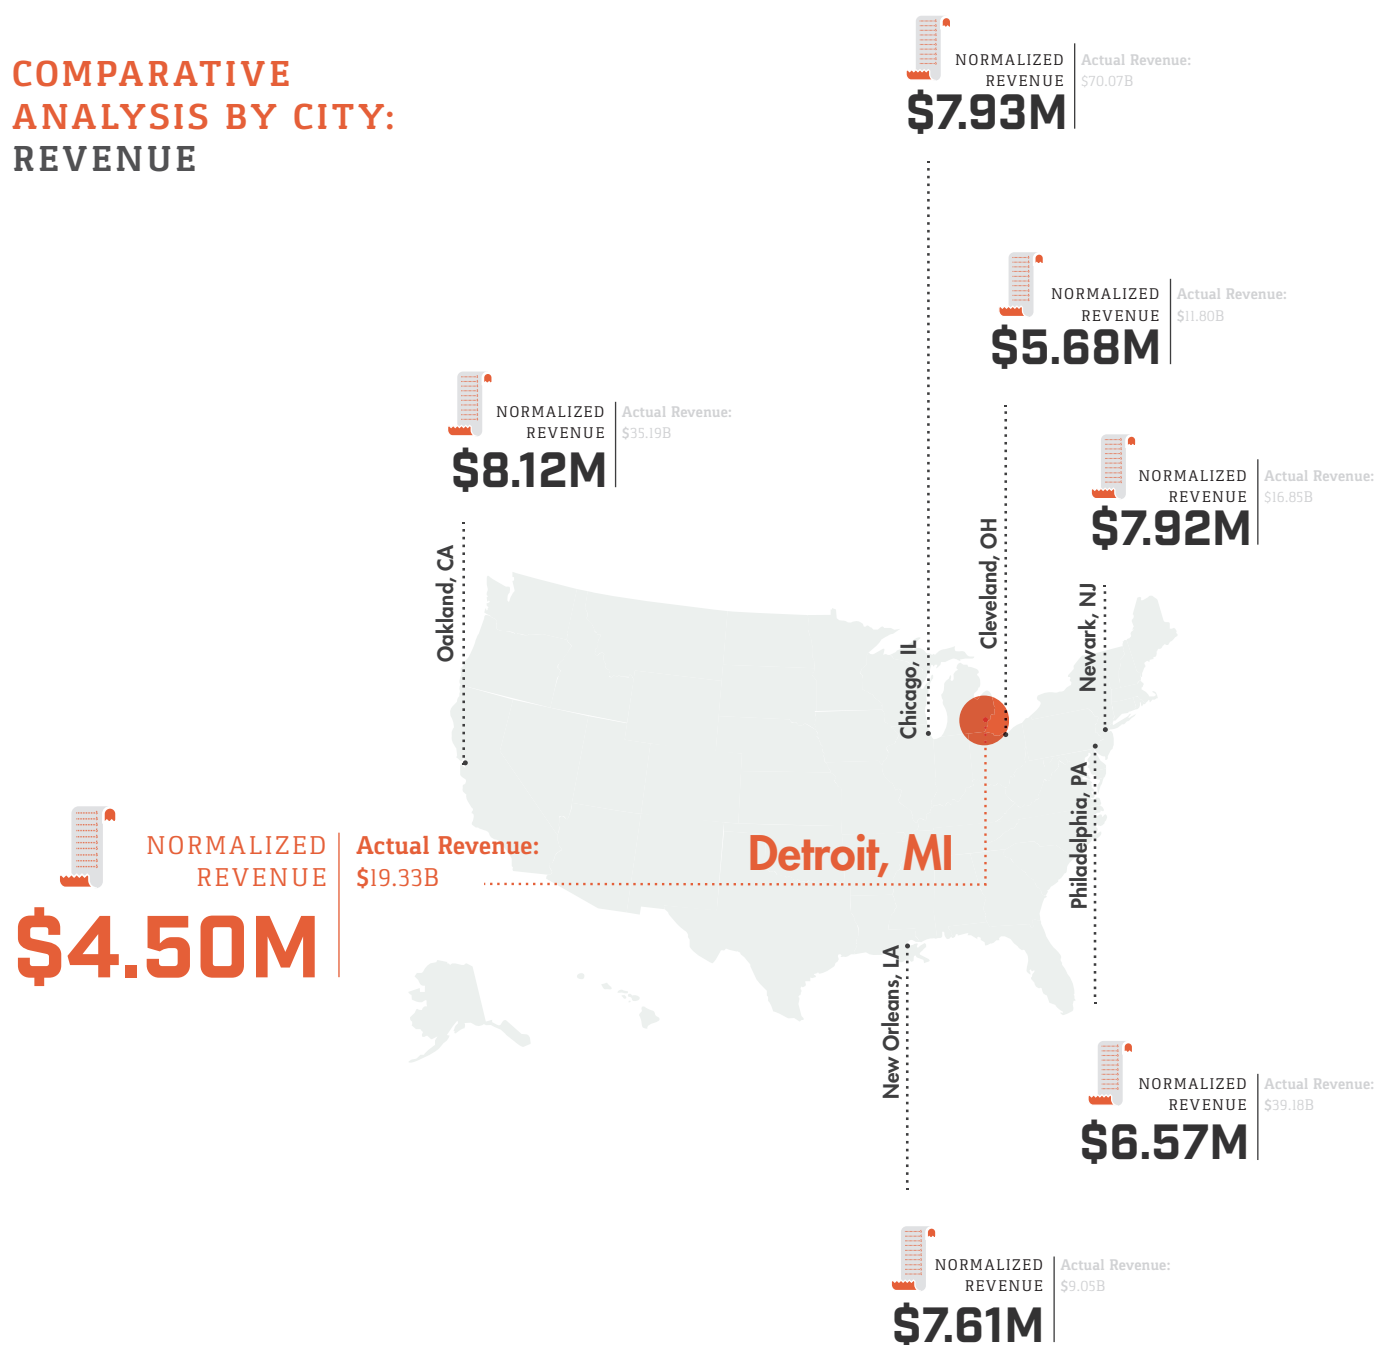 COMPARATIVE
ANALYSIS BY CITY:
REVENUE
NORMALIZED
REVENUE
$7.93M
Actual Revenue:
$70.07B
NORMALIZED
REVENUE
$5.68M
Actual Revenue:
$11.80B
NORMALIZED
REVENUE
$8.12M
Actual Revenue:
$35.19B
NORMALIZED
REVENUE
$7.92M
Actual Revenue:
$16.85B
Oakland, CA
Chicago, IL
Cleveland, OH
Newark, NJ
Philadelphia, PA
Detroit, MI
NORMALIZED
REVENUE
$4.50M
Actual Revenue:
$19.33B
New Orleans, LA
NORMALIZED
REVENUE
$6.57M
Actual Revenue:
$39.18B
NORMALIZED
REVENUE
$7.61M
Actual Revenue:
$9.05B